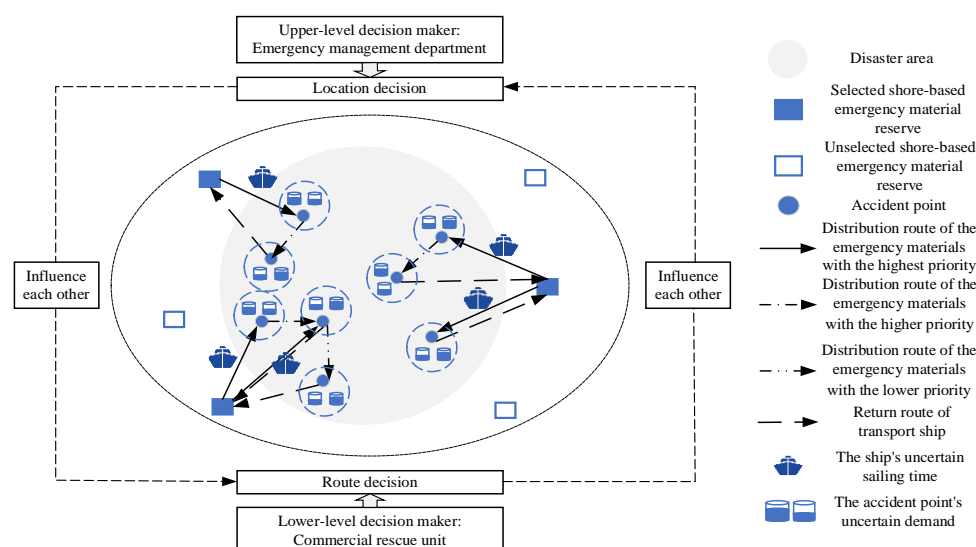 Upper-level decision maker:
Emergency management department
Location decision
Influence
each other
Influence
each other
Route decision
Lower-level decision maker:
Commercial rescue unit
Disaster area
Selected shore-based
emergency material
reserve
Unselected shore-based
emergency material
reserve
Accident point
Distribution route of the
emergency materials
with the highest priority
Distribution route of the
emergency materials
with the higher priority
Distribution route of the
emergency materials
with the lower priority
Return route of
transport ship
The ship's uncertain
sailing time
The accident point's
uncertain demand